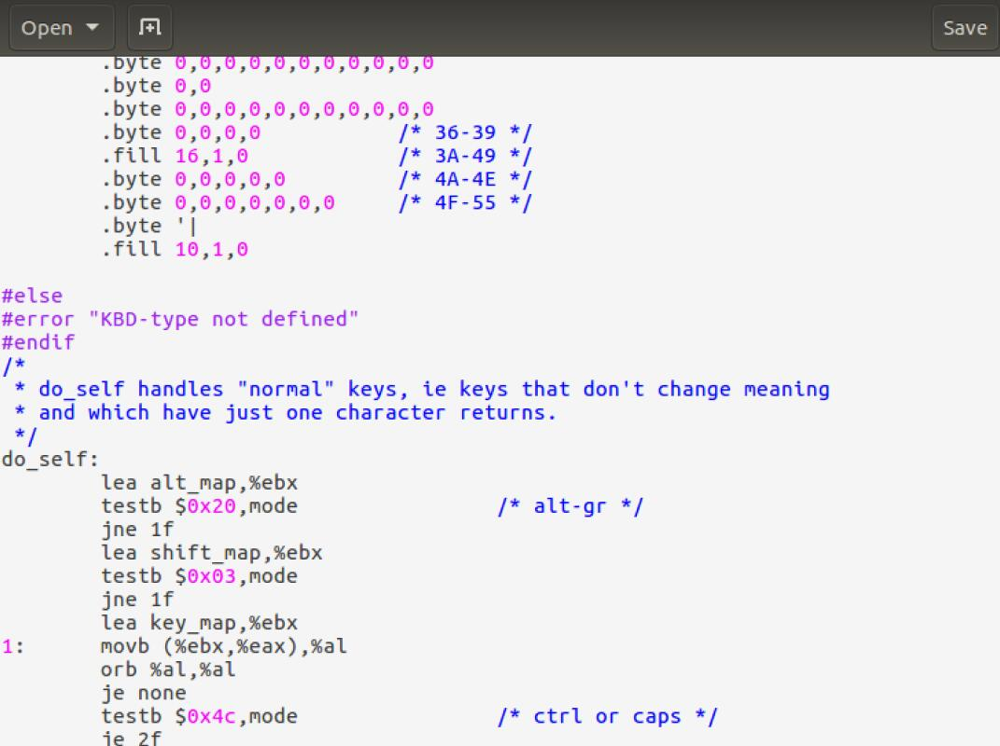 Open
Save
.byte 0,0,0,0,0,0,0,0,0,0,0
.byte 0,0
.byte 0,0,0,0,0,0,0,0,0,0,0
.byte 0,0,0,0 /* 36-39 */
.fill 16,1,0 /* 3A-49 */
.byte 0,0,0,0,0 /* 4A-4E */
.byte 0,0,0,0,0,0,0 /* 4F-55 */
.byte '|
.fill 10,1,0
#else
#error "KBD-type not defined"
#endif
/*
* do_self handles "normal" keys, ie keys that don't change meaning
* and which have just one character returns.
*/
do_self:
lea alt_map,%ebx
testb $0x20,mode /* alt-gr */
jne 1f
lea shift_map,%ebx
testb $0x03,mode
jne 1f
lea key_map,%ebx
1: movb (%ebx,%eax),%al
orb %al,%al
je none
testb $0x4c,mode /* ctrl or caps */
je 2f